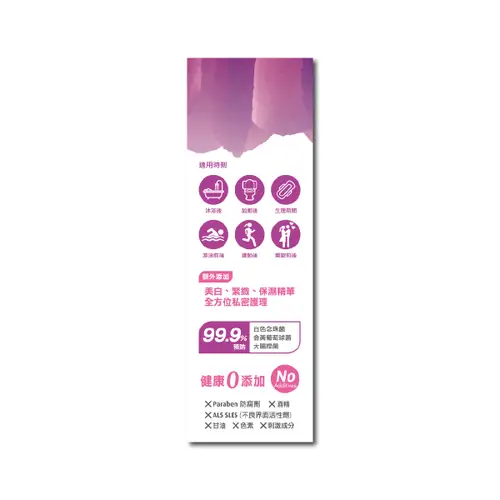 適用時刻
沐浴後 如廁後 生理期間
游泳前後 運動後 親密前後
額外添加
美白、緊緻、保濕精華
全方位私密護理
99.9%
預防
白色念珠菌
金黃葡萄球菌
大腸桿菌
健康0添加
No
Additives
✕Paraben 防腐劑 ✕酒精
✕ALS SLES (不良界面活性劑)
✕甘油 ✕色素 ✕刺激成分